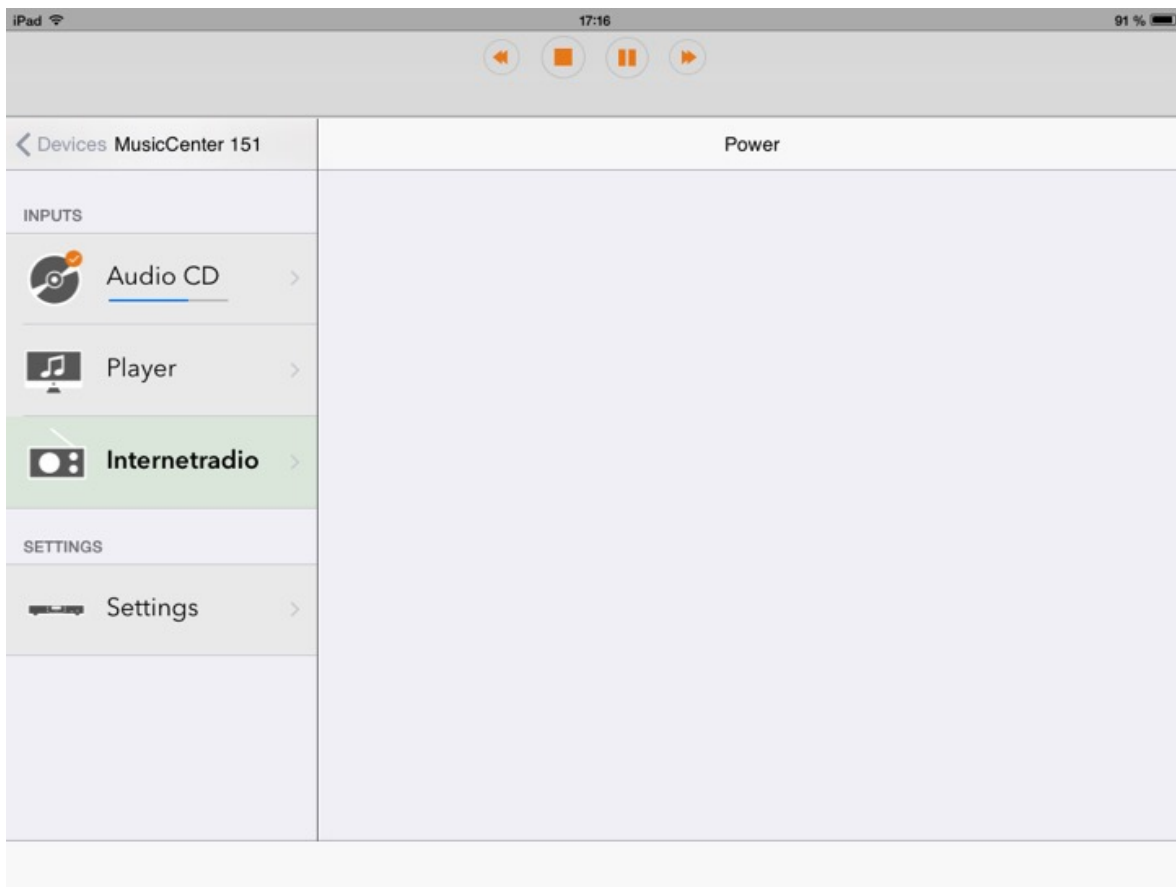 iPad 17:16 91 %
Devices MusicCenter 151
Power
INPUTS
Audio CD
Player
Internetradio
SETTINGS
Settings